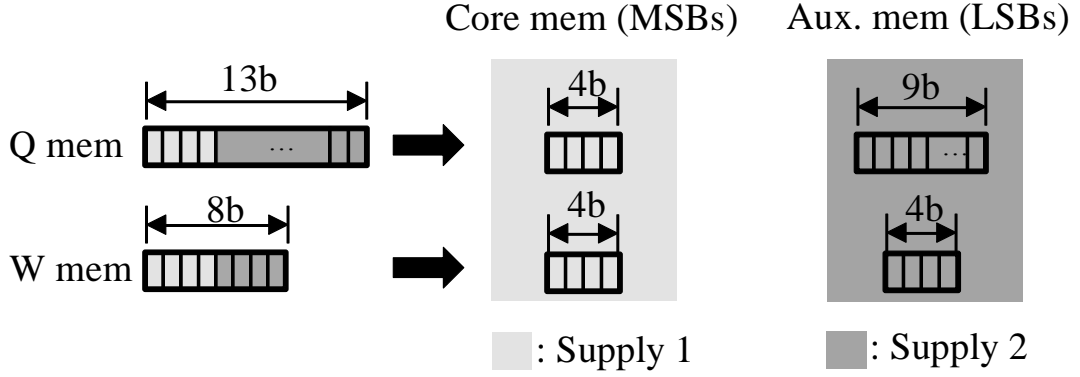 Core mem (MSBs) Aux. mem (LSBs)
13b 4b 9b
Q mem ... ...
8b 4b 4b
W mem
: Supply 1 : Supply 2